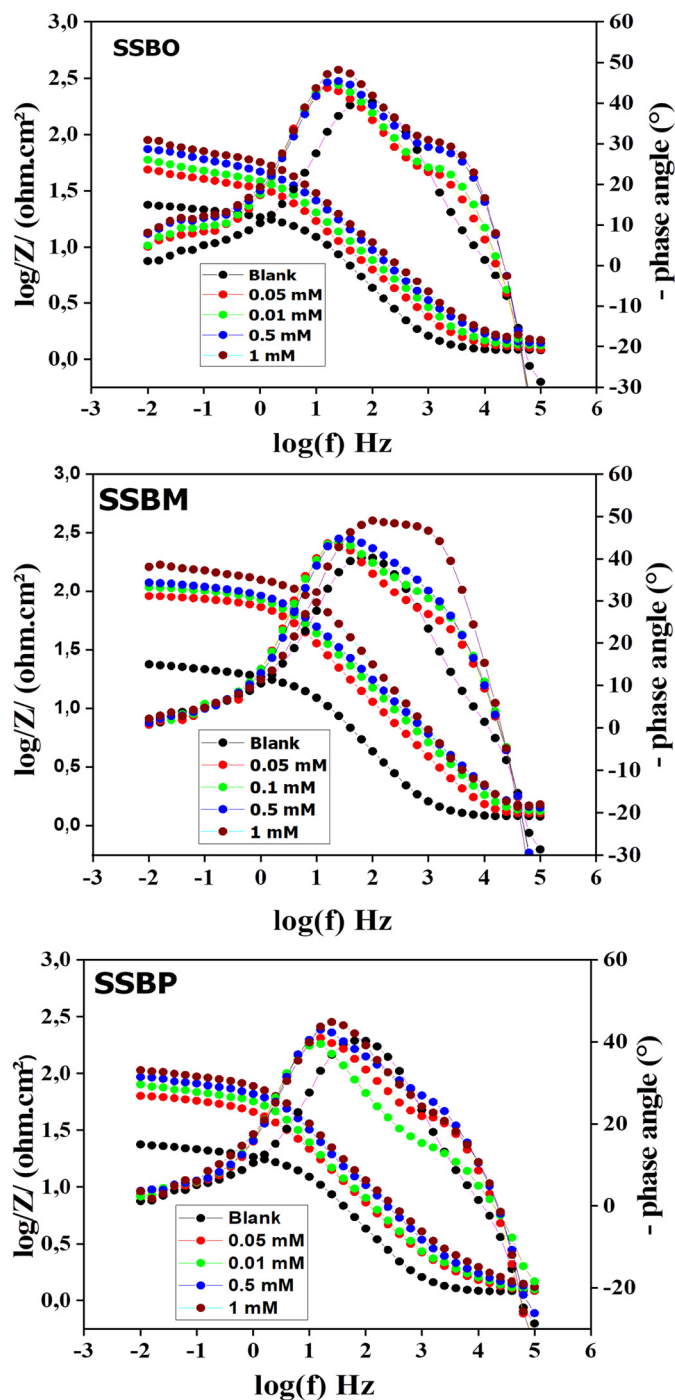 SSBO
log/Z/ (ohm.cm²)
3,0
2,5
2,0
1,5
1,0
0,5
0,0
60
50
40
30
20
10
0
-10
-20
-30
- phase angle (°)
Blank
0.05 mM
0.01 mM
0.5 mM
1 mM
-3 -2 -1 0 1 2 3 4 5 6
log(f) Hz
SSBM
log/Z/ (ohm.cm²)
3,0
2,5
2,0
1,5
1,0
0,5
0,0
60
50
40
30
20
10
0
-10
-20
-30
- phase angle (°)
Blank
0.05 mM
0.1 mM
0.5 mM
1 mM
-3 -2 -1 0 1 2 3 4 5 6
log(f) Hz
SSBP
log/Z/ (ohm.cm²)
3,0
2,5
2,0
1,5
1,0
0,5
0,0
60
40
20
0
-20
- phase angle (°)
Blank
0.05 mM
0.01 mM
0.5 mM
1 mM
-3 -2 -1 0 1 2 3 4 5 6
log(f) Hz